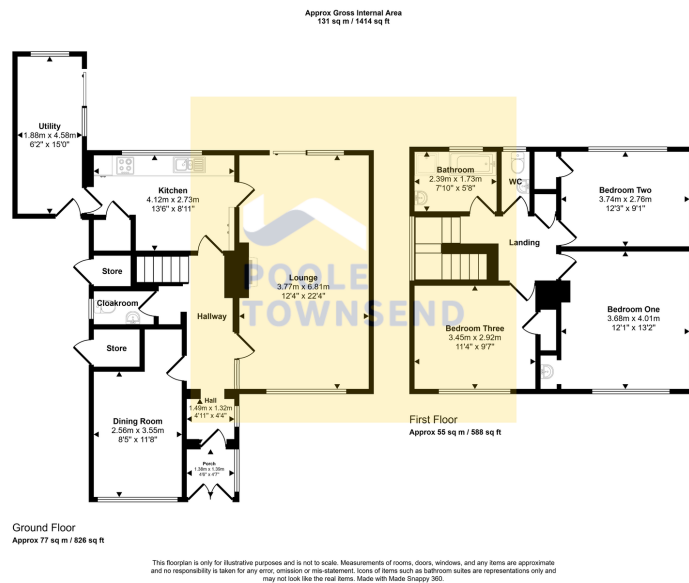 Approx Gross Internal Area
131 sq m / 1414 sq ft
Utility
1.88m x 4.58m
6'2" x 15'0"
Kitchen
4.12m x 2.73m
13'6" x 8'11"
Store
Cloakroom
Store
Hallway
Lounge
3.77m x 6.81m
12'4" x 22'4"
Dining Room
2.56m x 3.55m
8'5" x 11'8"
Hall
1.49m x 1.32m
4'11" x 4'4"
Porch
POOLE
TOWNSEND
Bathroom
2.39m x 1.73m
7'10" x 5'8"
WC
Bedroom Two
3.74m x 2.76m
12'3" x 9'1"
Landing
Bedroom One
3.68m x 4.01m
12'1" x 13'2"
Bedroom Three
3.45m x 2.92m
11'4" x 9'7"
First Floor
Approx 55 sq m / 588 sq ft
Ground Floor
Approx 77 sq m / 826 sq ft
This floorplan is only for illustrative purposes and is not to scale. Measurements of rooms, doors, windows, and any items are approximate
and no responsibility is taken for any error, omission or mis-statement. Icons of items such as bathroom suites are representations only and
may not look like the real items. Made with Made Snappy 360.